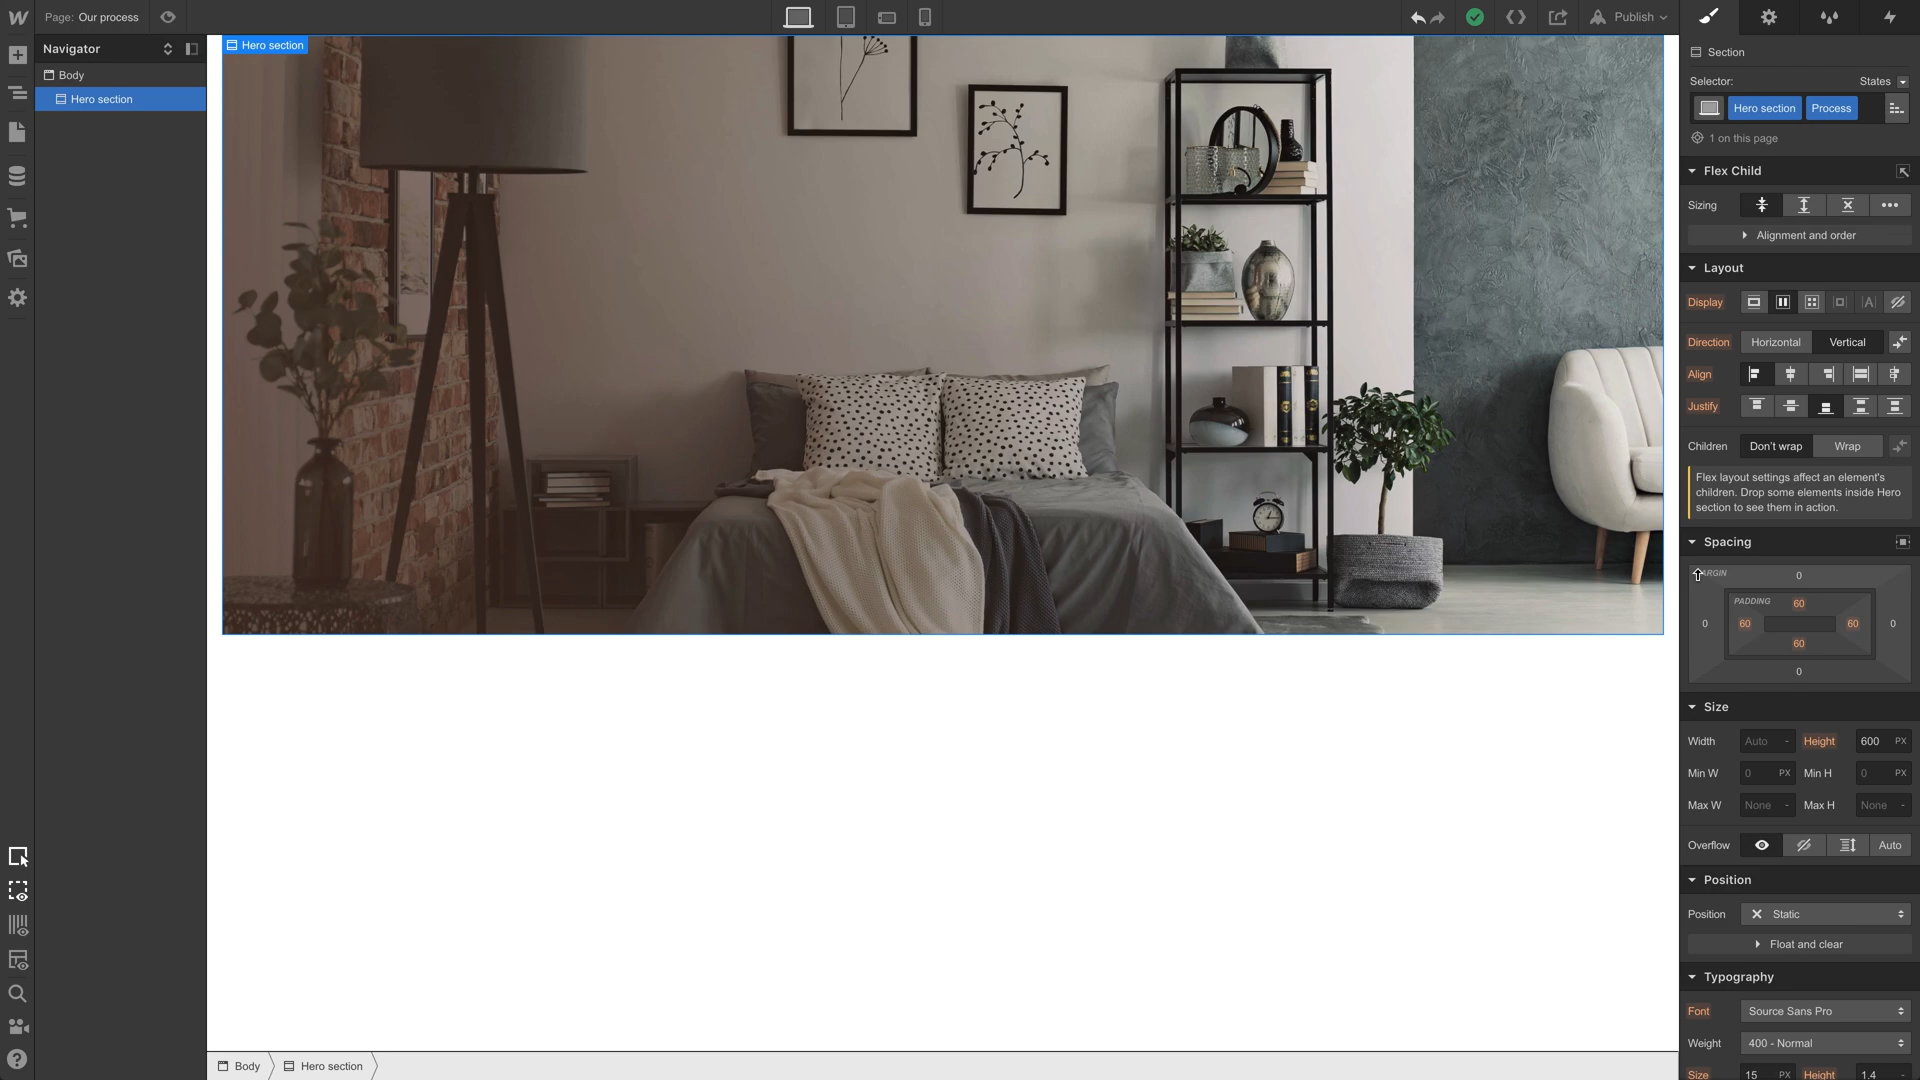 Page: Our process
Publish
Navigator
Body
Hero section
Hero section
Section
Selector:
States
Hero section
Process
1 on this page
Flex Child
Sizing
Alignment and order
Layout
Display
Direction
Horizontal
Vertical
Align
Justify
Children
Don't wrap
Wrap
Flex layout settings affect an element's
children. Drop some elements inside Hero
section to see them in action.
Spacing
0
PADDING
60
0
60
60
0
60
0
Size
Width
Auto
-
Height
600
PX
Min W
0
PX
Min H
0
PX
Max W
None
-
Max H
None
-
Overflow
Auto
Position
Position
Static
Float and clear
Typography
Font
Source Sans Pro
Weight
400 - Normal
Size
15
PX
Height
1.4
-
Body
Hero section